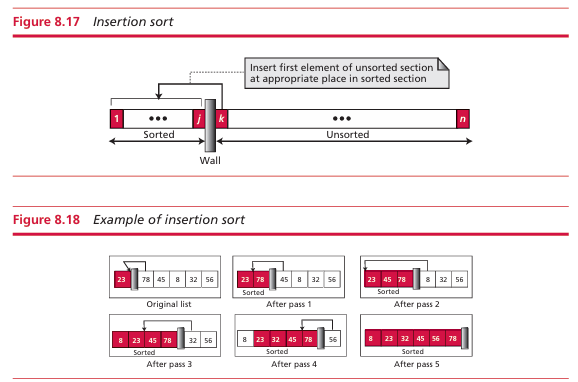 Figure 8.17 Insertion sort
Insert first element of unsorted section
at appropriate place in sorted section
1 ••• j k ••• n
Sorted Unsorted
Wall
Figure 8.18 Example of insertion sort
23 78 45 8 32 56
Original list
23 78 45 8 32 56
Sorted
After pass 1
23 45 78 8 32 56
Sorted
After pass 2
8 23 45 78 32 56
Sorted
After pass 3
8 23 32 45 78 56
Sorted
After pass 4
8 23 32 45 56 78
Sorted
After pass 5